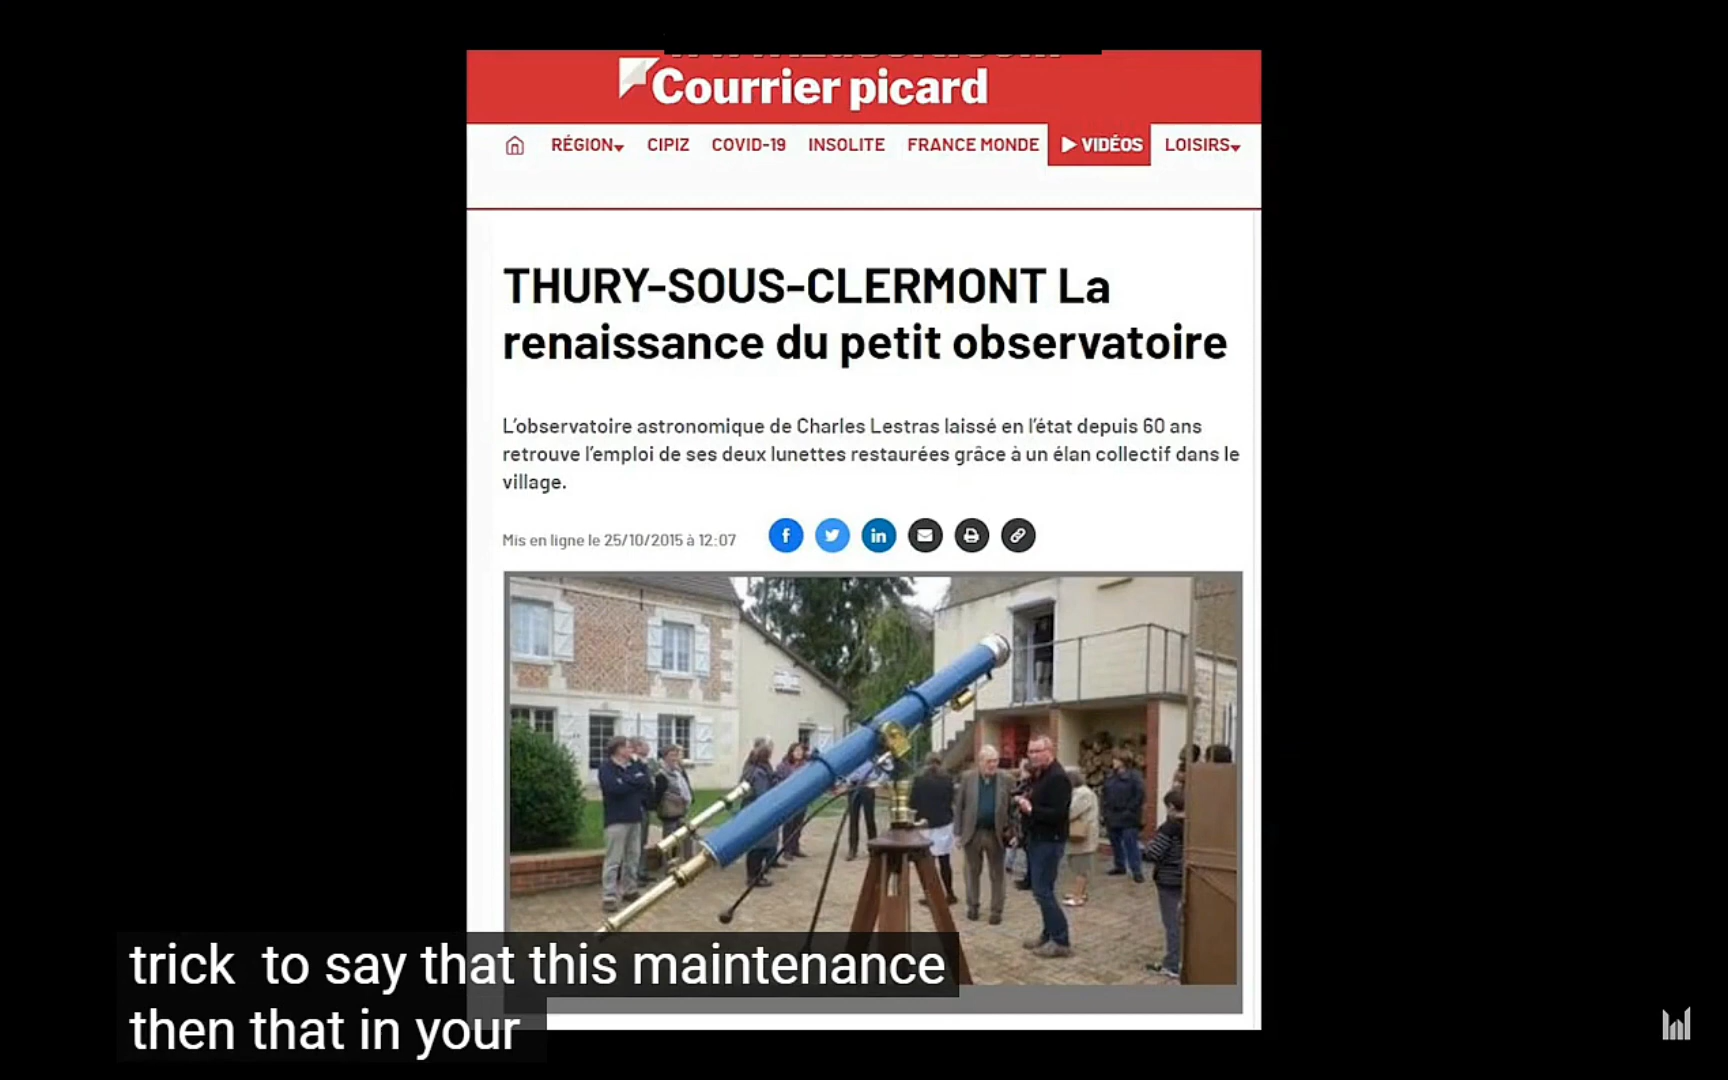 Courrier picard
RÉGION CIPIZ COVID-19 INSOLITE FRANCE MONDE VIDÉOS LOISIRS
THURY-SOUS-CLERMONT La
renaissance du petit observatoire
L'observatoire astronomique de Charles Lestras laissé en l'état depuis 60 ans
retrouve l'emploi de ses deux lunettes restaurées grâce à un élan collectif dans le
village.
Mis en ligne le 25/10/2015 à 12:07
trick to say that this maintenance
then that in your